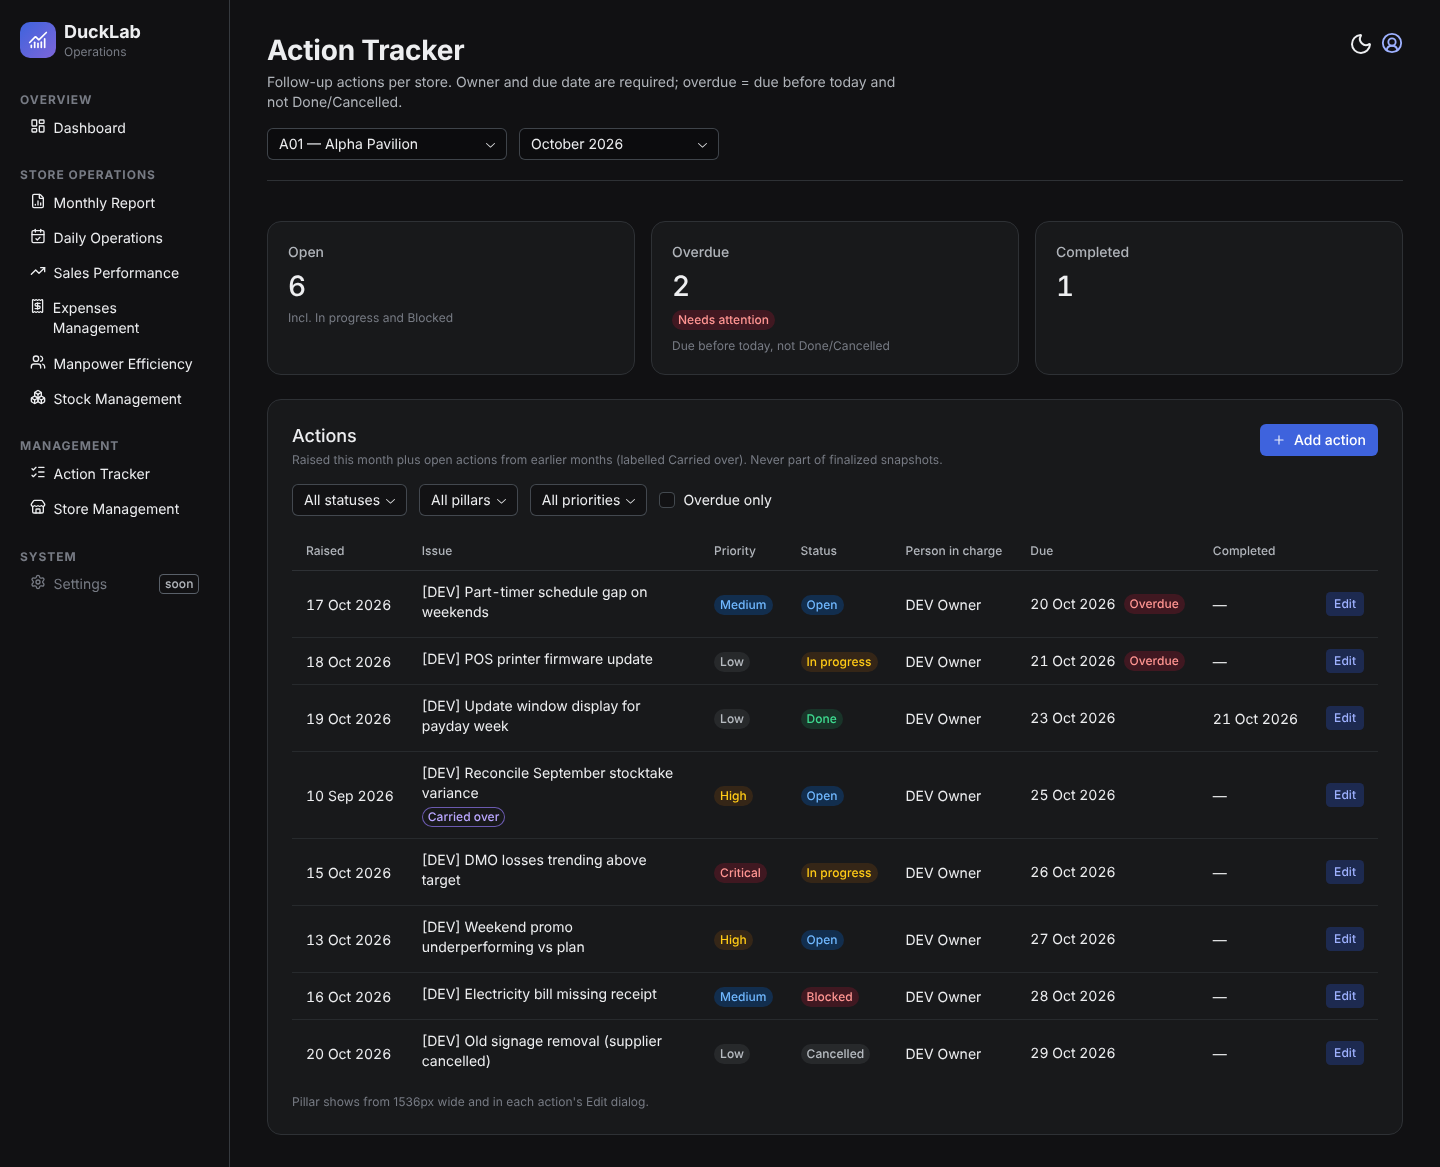 DuckLab
Operations
OVERVIEW
Dashboard
STORE OPERATIONS
Monthly Report
Daily Operations
Sales Performance
Expenses
Management
Manpower Efficiency
Stock Management
MANAGEMENT
Action Tracker
Store Management
SYSTEM
Settings soon
Action Tracker
Follow-up actions per store. Owner and due date are required; overdue = due before today and
not Done/Cancelled.
A01 — Alpha Pavilion October 2026
Open
6
Incl. In progress and Blocked
Overdue
2
Needs attention
Due before today, not Done/Cancelled
Completed
1
Actions
Raised this month plus open actions from earlier months (labelled Carried over). Never part of finalized snapshots.
+ Add action
All statuses All pillars All priorities Overdue only
Raised Issue Priority Status Person in charge Due Completed
17 Oct 2026 [DEV] Part-timer schedule gap on
weekends Medium Open DEV Owner 20 Oct 2026 Overdue — Edit
18 Oct 2026 [DEV] POS printer firmware update Low In progress DEV Owner 21 Oct 2026 Overdue — Edit
19 Oct 2026 [DEV] Update window display for
payday week Low Done DEV Owner 23 Oct 2026 21 Oct 2026 Edit
10 Sep 2026 [DEV] Reconcile September stocktake
variance
Carried over High Open DEV Owner 25 Oct 2026 — Edit
15 Oct 2026 [DEV] DMO losses trending above
target Critical In progress DEV Owner 26 Oct 2026 — Edit
13 Oct 2026 [DEV] Weekend promo
underperforming vs plan High Open DEV Owner 27 Oct 2026 — Edit
16 Oct 2026 [DEV] Electricity bill missing receipt Medium Blocked DEV Owner 28 Oct 2026 — Edit
20 Oct 2026 [DEV] Old signage removal (supplier
cancelled) Low Cancelled DEV Owner 29 Oct 2026 — Edit
Pillar shows from 1536px wide and in each action's Edit dialog.